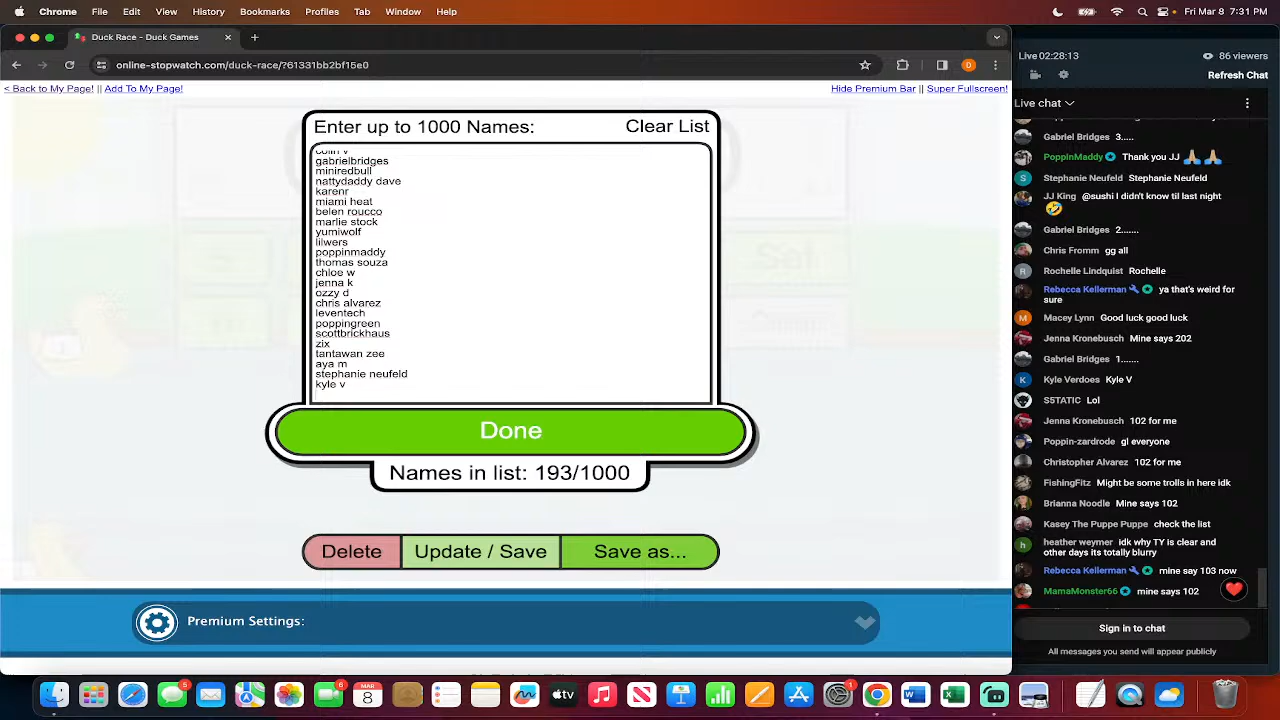 Chrome File Edit View History Bookmarks Profiles Tab Window Help
Fri Mar 8 7:31 PM
Duck Race – Duck Games
online-stopwatch.com/duck-race/761331bb2bf15e0
D
< Back to My Page! || Add To My Page!
Hide Premium Bar || Super Fullscreen!
Enter up to 1000 Names:
Clear List
colin v
gabrielbridges
miniredbull
nattydaddy dave
karenr
miami heat
belen roucco
marlie stock
yumiwolf
lilwers
poppinmaddy
thomas souza
chloe w
jenna k
ozzy d
chris alvarez
leventech
poppingreen
scottbrickhaus
zix
tantawan zee
aya m
stephanie neufeld
kyle v
Done
Names in list: 193/1000
Delete
Update / Save
Save as...
Premium Settings:
Live 02:28:13
86 viewers
Refresh Chat
Live chat
Gabriel Bridges 3.....
PoppinMaddy Thank you JJ 🙏🏼 🙏🏼
S Stephanie Neufeld Stephanie Neufeld
JJ King @sushi I didn't know til last night
🤣
Gabriel Bridges 2.......
Chris Fromm gg all
R Rochelle Lindquist Rochelle
Rebecca Kellerman ya that's weird for
sure
M Macey Lynn Good luck good luck
Jenna Kronebusch Mine says 202
Gabriel Bridges 1.......
K Kyle Verdoes Kyle V
S5TATIC Lol
Jenna Kronebusch 102 for me
Poppin-zardrode gl everyone
Christopher Alvarez 102 for me
FishingFitz Might be some trolls in here idk
Brianna Noodle Mine says 102
Kasey The Puppe Puppe check the list
h heather weymer idk why TY is clear and
other days its totally blurry
Rebecca Kellerman mine say 103 now
MamaMonster66 mine says 102
Sign in to chat
All messages you send will appear publicly
5
MAR
8
6
tv
1